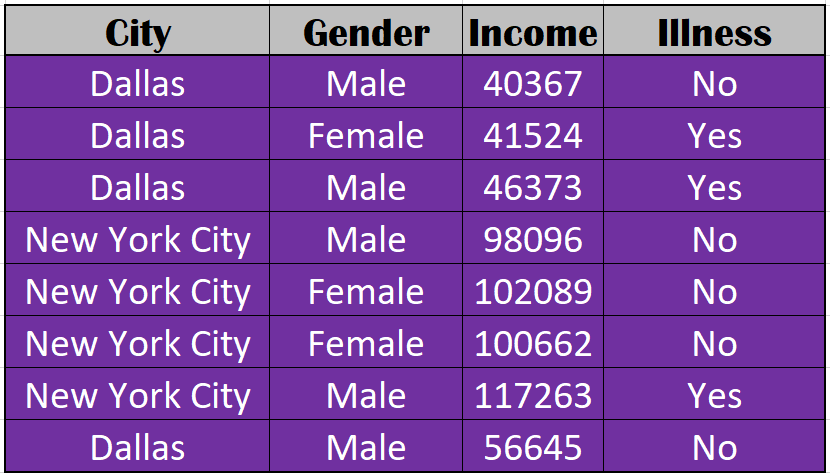 City Gender Income Illness
Dallas Male 40367 No
Dallas Female 41524 Yes
Dallas Male 46373 Yes
New York City Male 98096 No
New York City Female 102089 No
New York City Female 100662 No
New York City Male 117263 Yes
Dallas Male 56645 No